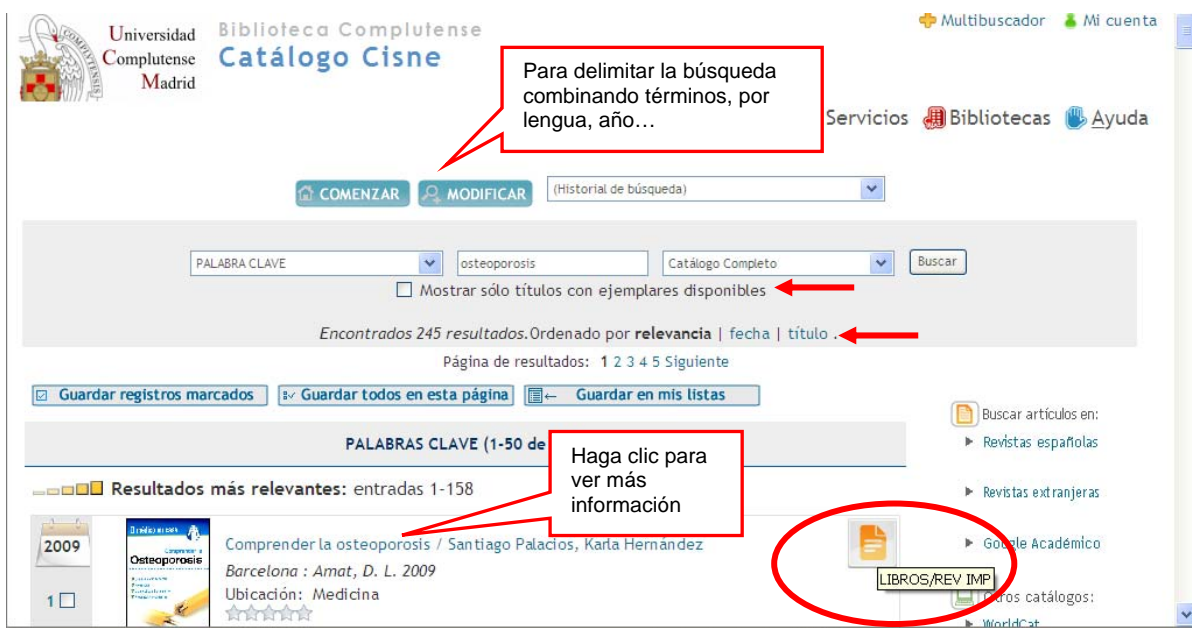 Universidad
Complutense
Madrid
Biblioteca Complutense
Catálogo Cisne
Multibuscador Mi cuenta
Para delimitar la búsqueda
combinando términos, por
lengua, año…
Servicios Bibliotecas Ayuda
COMENZAR MODIFICAR (Historial de búsqueda)
PALABRA CLAVE osteoporosis Catálogo Completo Buscar
Mostrar sólo títulos con ejemplares disponibles
Encontrados 245 resultados.Ordenado por relevancia | fecha | título .
Página de resultados: 1 2 3 4 5 Siguiente
Guardar registros marcados Guardar todos en esta página Guardar en mis listas
Buscar artículos en:
Revistas españolas
Revistas extranjeras
Google Académico
Otros catálogos:
WorldCat
PALABRAS CLAVE (1-50 de
Haga clic para
ver más
información
Resultados más relevantes: entradas 1-158
2009
1
Osteoporosis
Comprender la osteoporosis / Santiago Palacios, Karla Hernández
Barcelona : Amat, D. L. 2009
Ubicación: Medicina
LIBROS/REV IMP